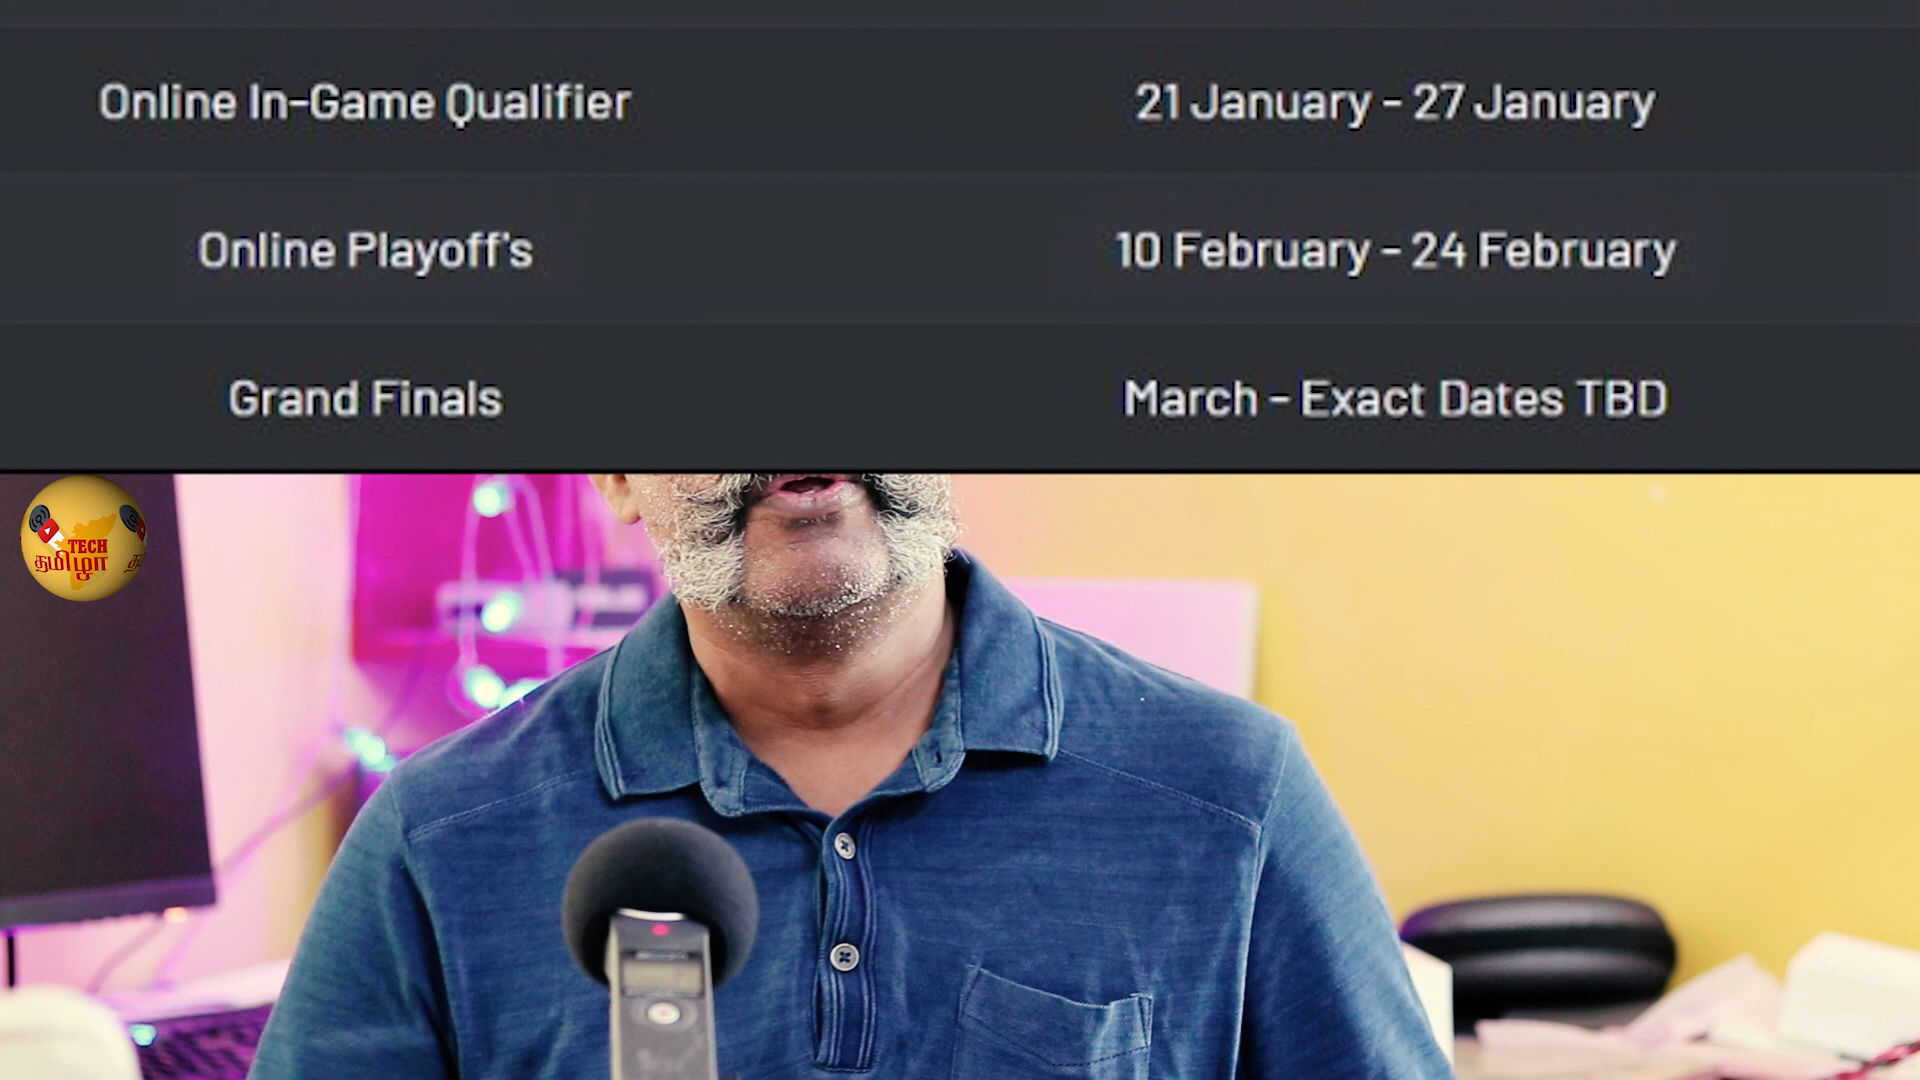 Online In-Game Qualifier
21 January - 27 January
Online Playoff's
10 February - 24 February
Grand Finals
March - Exact Dates TBD
TECH
தமிழா